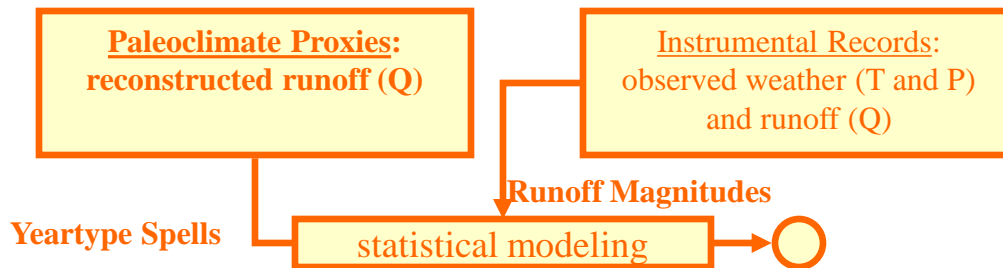 Paleoclimate Proxies:
reconstructed runoff (Q)
Instrumental Records:
observed weather (T and P)
and runoff (Q)
Runoff Magnitudes
Yeartype Spells
statistical modeling